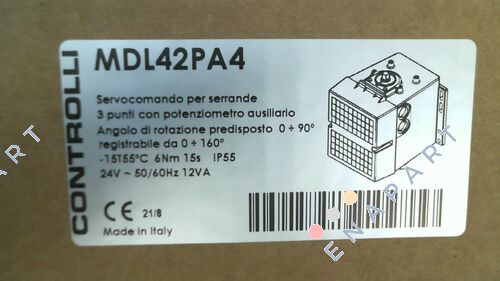 CONTROLLI
MDL42PA4
Servocomando per serrande
3 punti con potenziometro ausiliario
Angolo di rotazione predisposto 0 ÷ 90°
registrabile da 0 ÷ 160°
-15T55°C 6Nm 15s IP55
24V ~ 50/60Hz 12VA
CE 21/8
Made in Italy
ENAPART
ENAPART